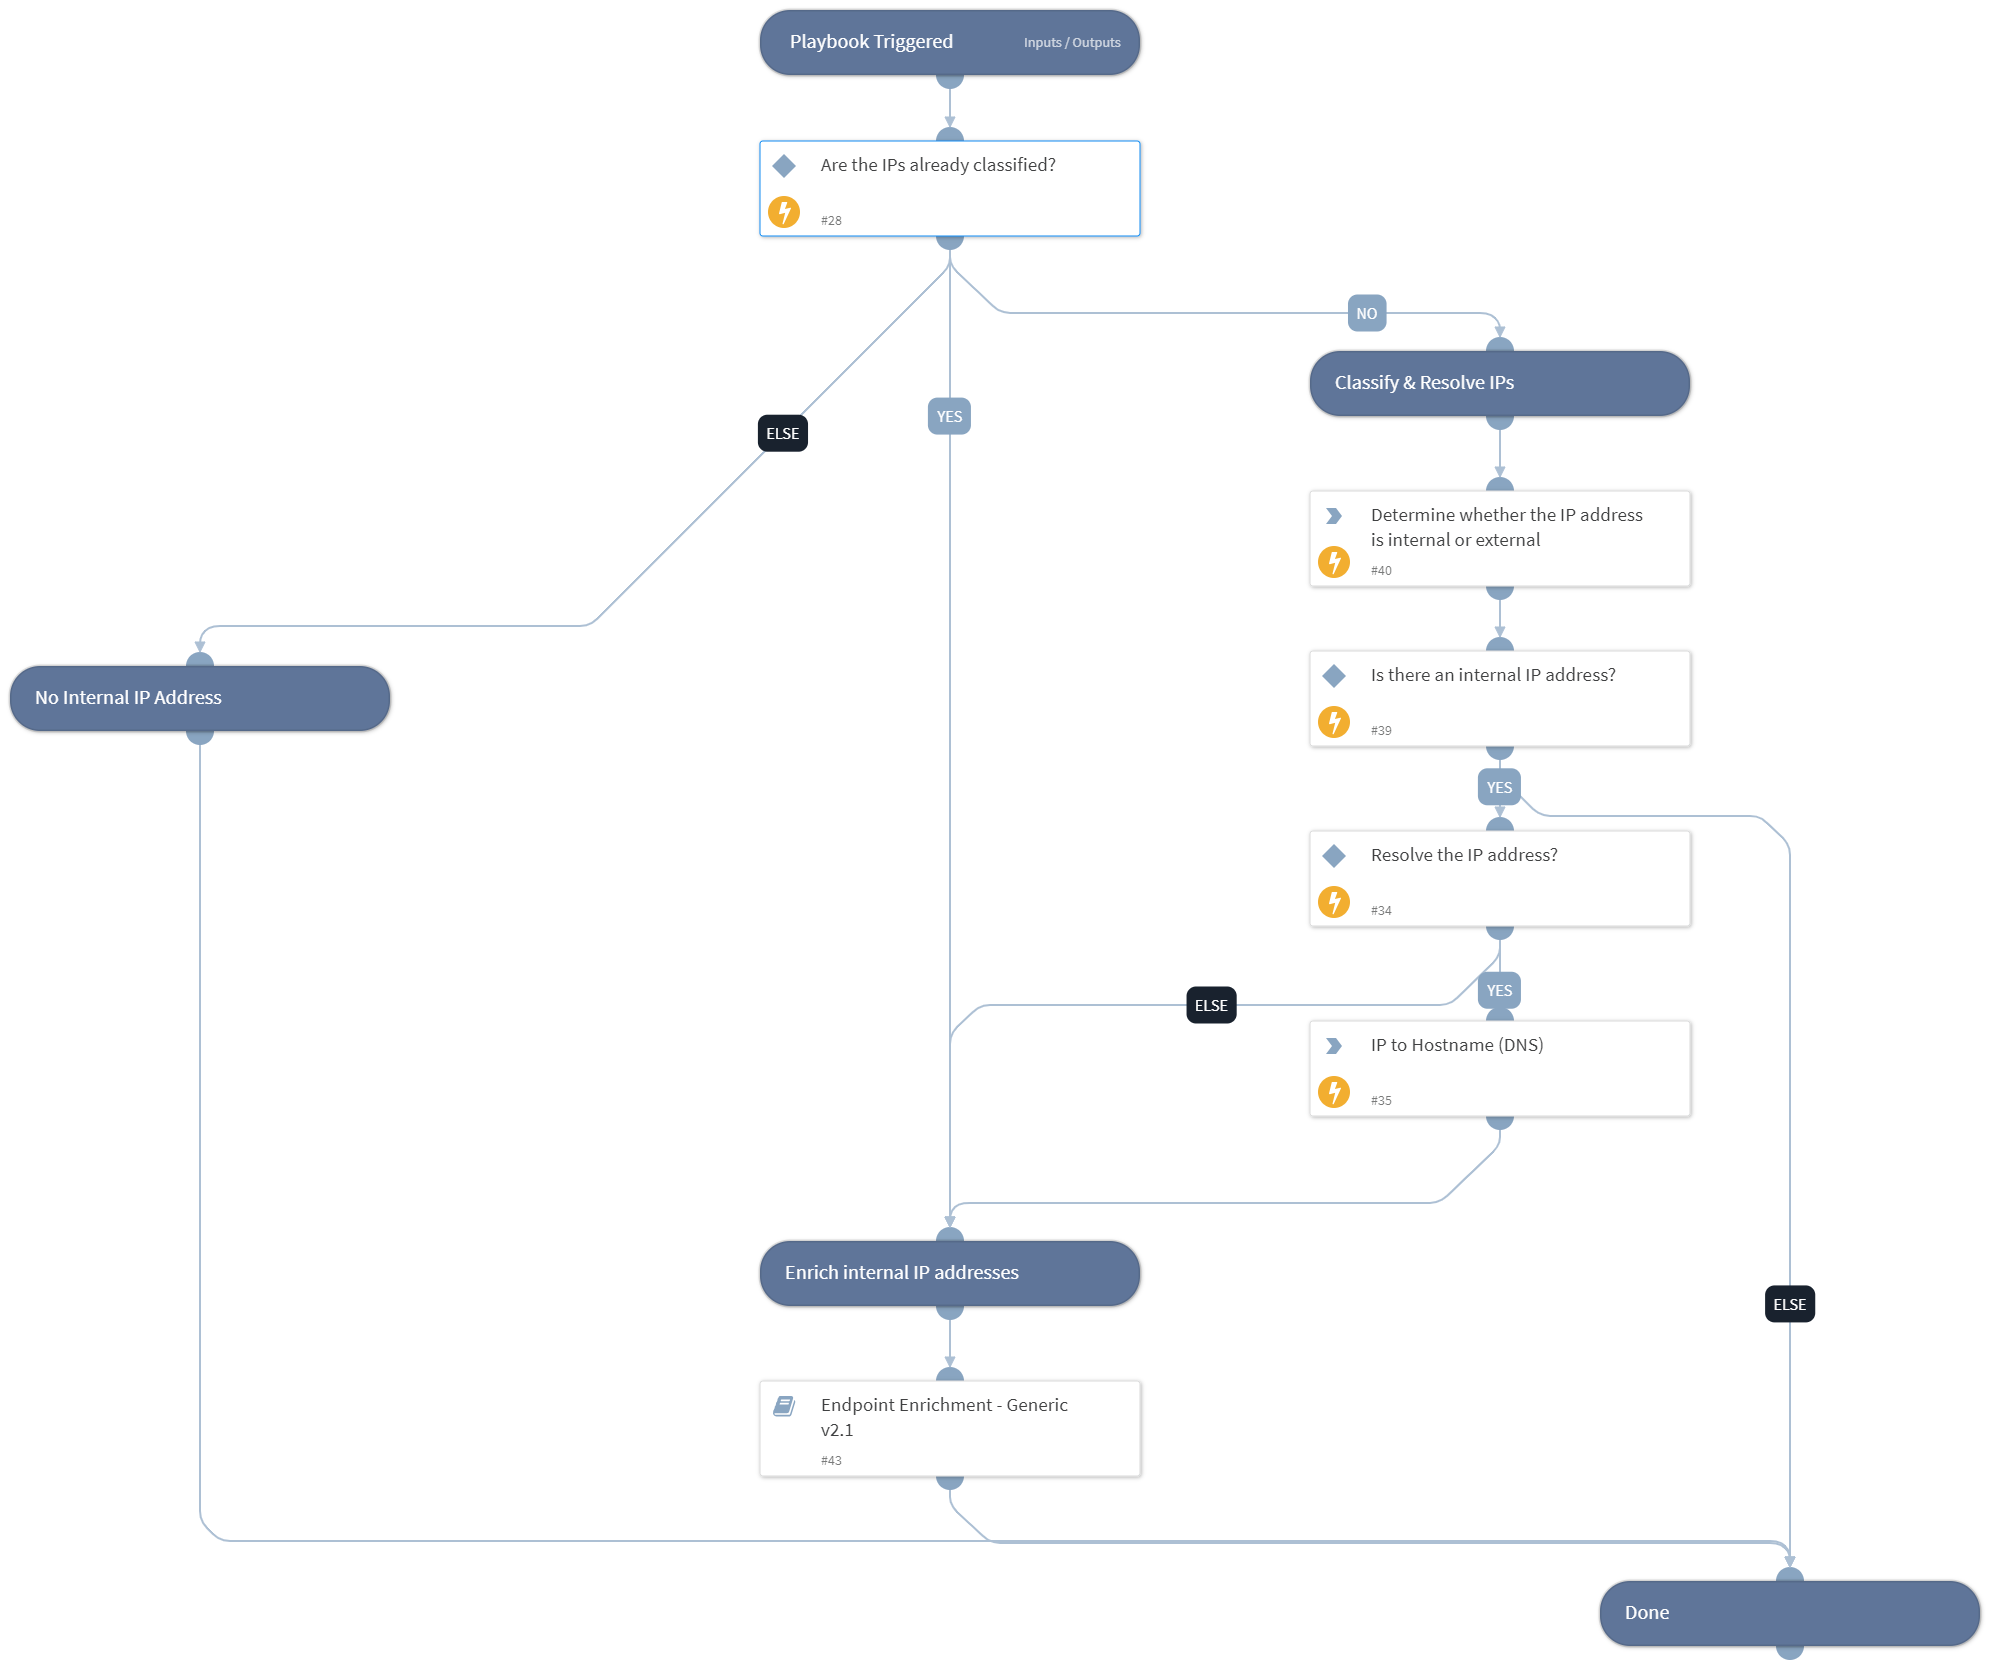 Playbook Triggered
Inputs / Outputs
Are the IPs already classified?
#28
NO
Classify & Resolve IPs
YES
ELSE
Determine whether the IP address
is internal or external
#40
Is there an internal IP address?
#39
No Internal IP Address
YES
Resolve the IP address?
#34
YES
ELSE
IP to Hostname (DNS)
#35
Enrich internal IP addresses
ELSE
Endpoint Enrichment - Generic
v2.1
#43
Done